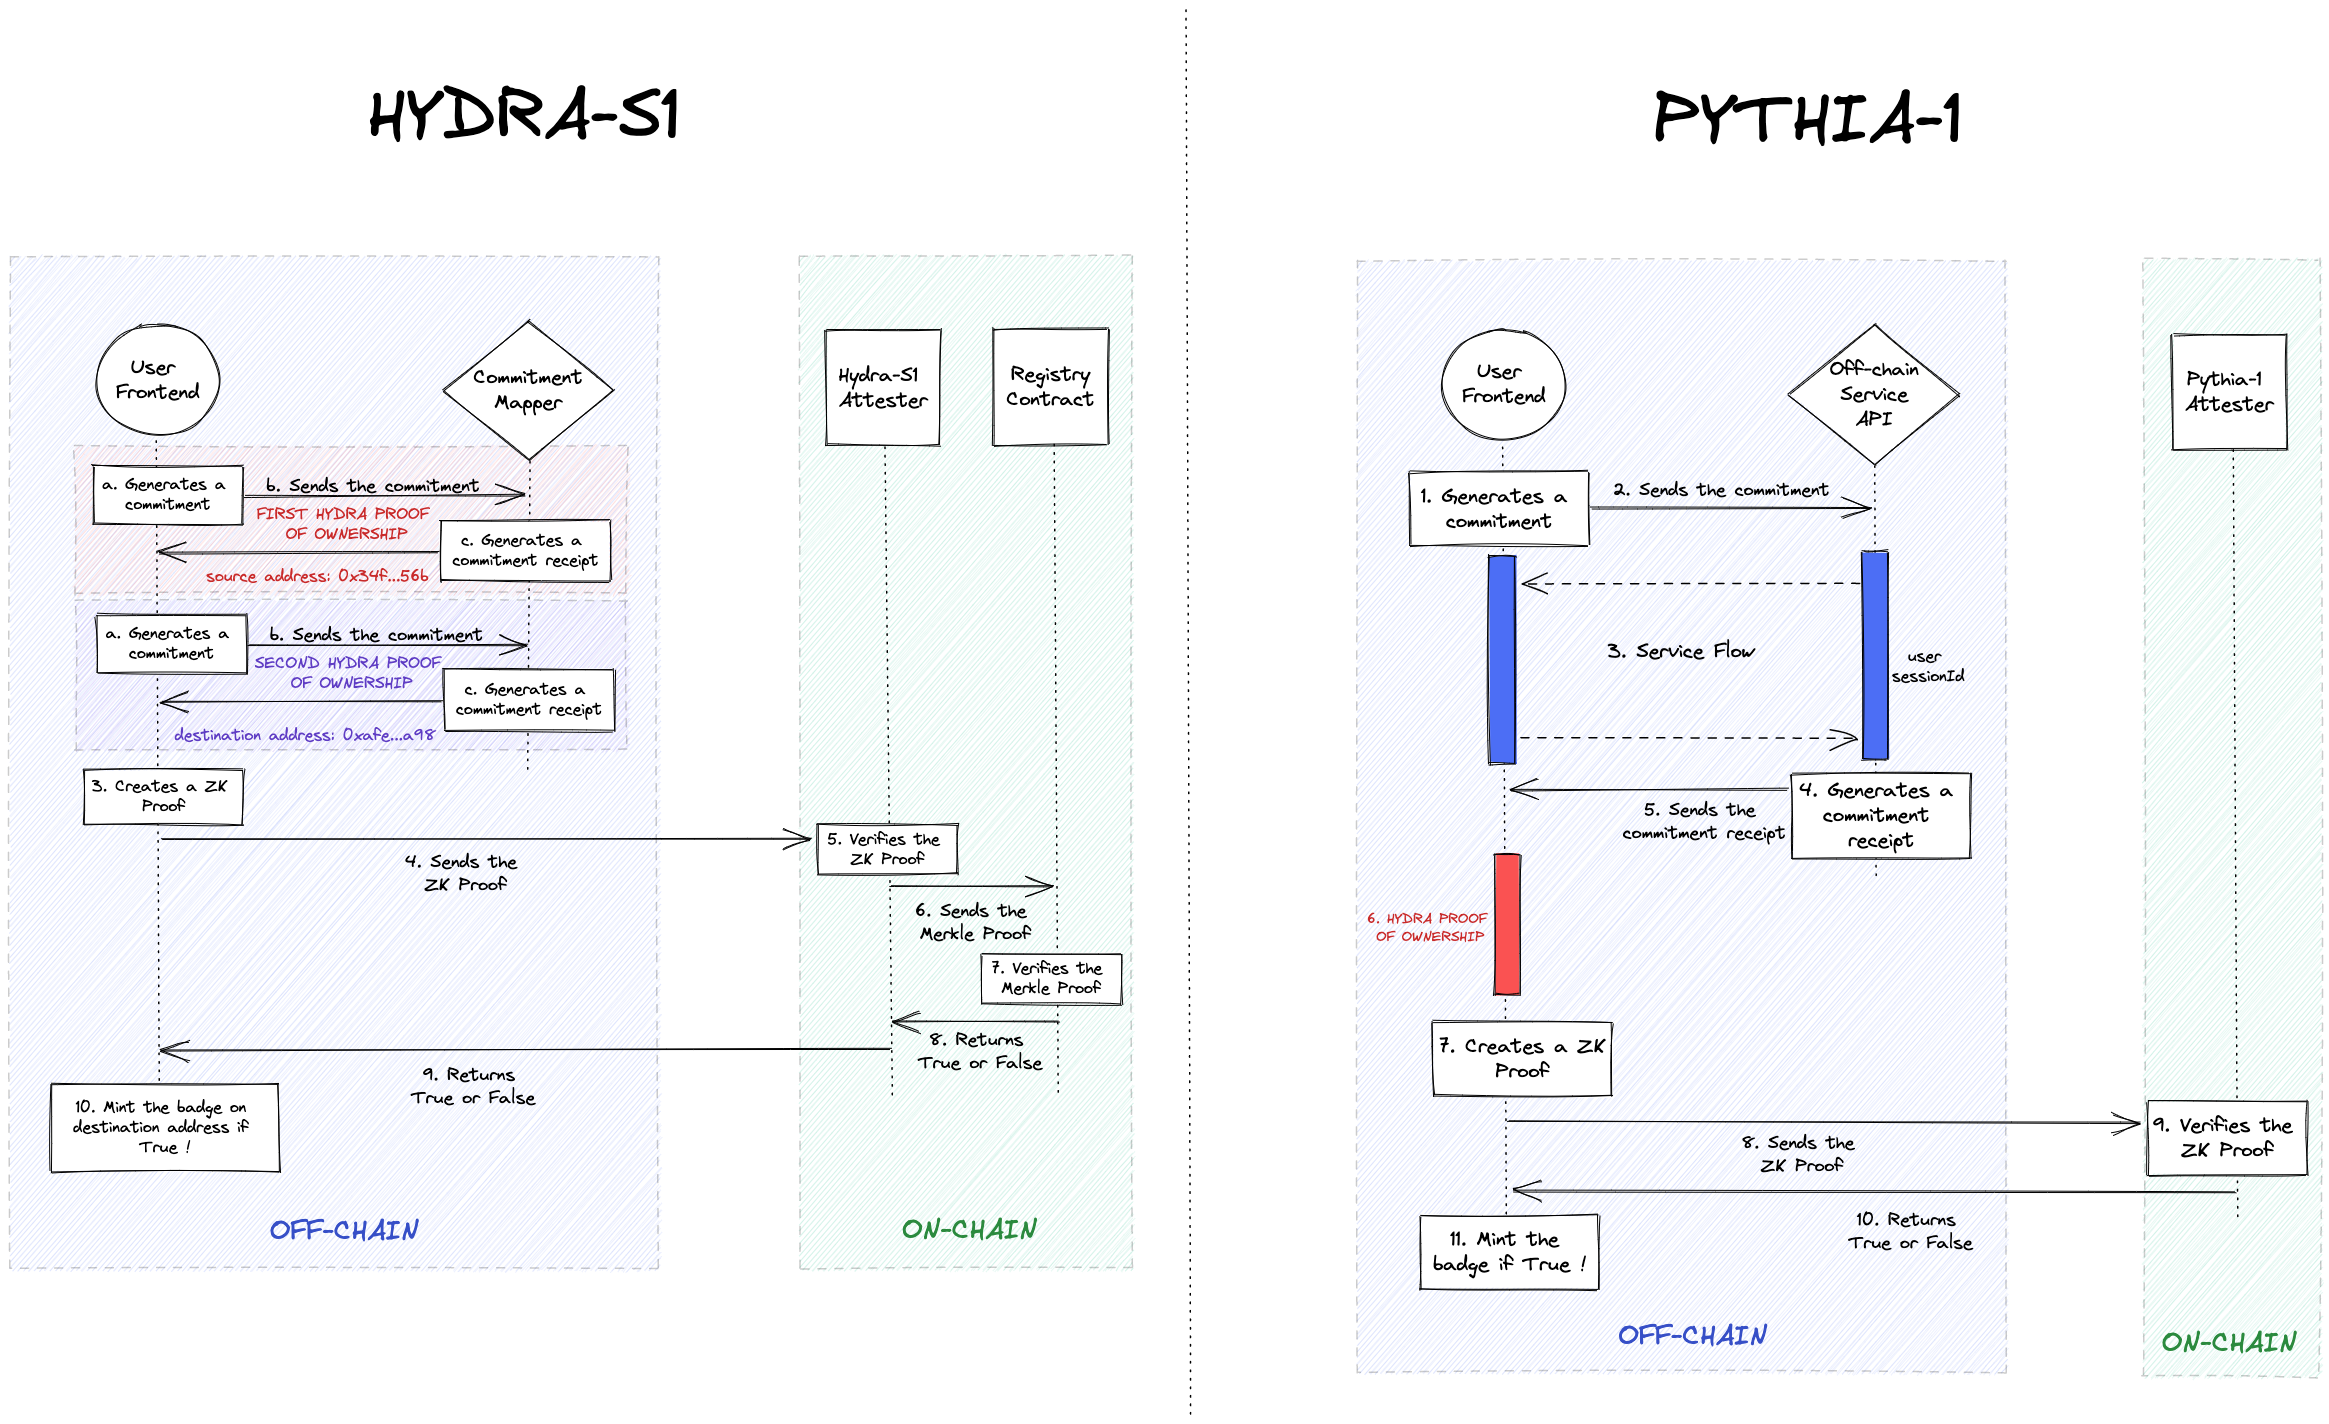 HYDRA-S1
User
Frontend
Commitment
Mapper
Hydra-S1
Attester
Registry
Contract
a. Generates a
commitment
b. Sends the commitment
FIRST HYDRA PROOF
OF OWNERSHIP
c. Generates a
commitment receipt
source address: 0x34f...56b
a. Generates a
commitment
b. Sends the commitment
SECOND HYDRA PROOF
OF OWNERSHIP
c. Generates a
commitment receipt
destination address: 0xafe...a98
3. Creates a ZK
Proof
4. Sends the
ZK Proof
5. Verifies the
ZK Proof
6. Sends the
Merkle Proof
7. Verifies the
Merkle Proof
8. Returns
True or False
9. Returns
True or False
10. Mint the badge on
destination address if
True !
OFF-CHAIN
ON-CHAIN
PYTHIA-1
User
Frontend
Off-chain
Service
API
Pythia-1
Attester
1. Generates a
commitment
2. Sends the commitment
3. Service Flow
user
sessionId
4. Generates a
commitment
receipt
5. Sends the
commitment receipt
6. HYDRA PROOF
OF OWNERSHIP
7. Creates a ZK
Proof
8. Sends the
ZK Proof
9. Verifies the
ZK Proof
10. Returns
True or False
11. Mint the
badge if True !
OFF-CHAIN
ON-CHAIN